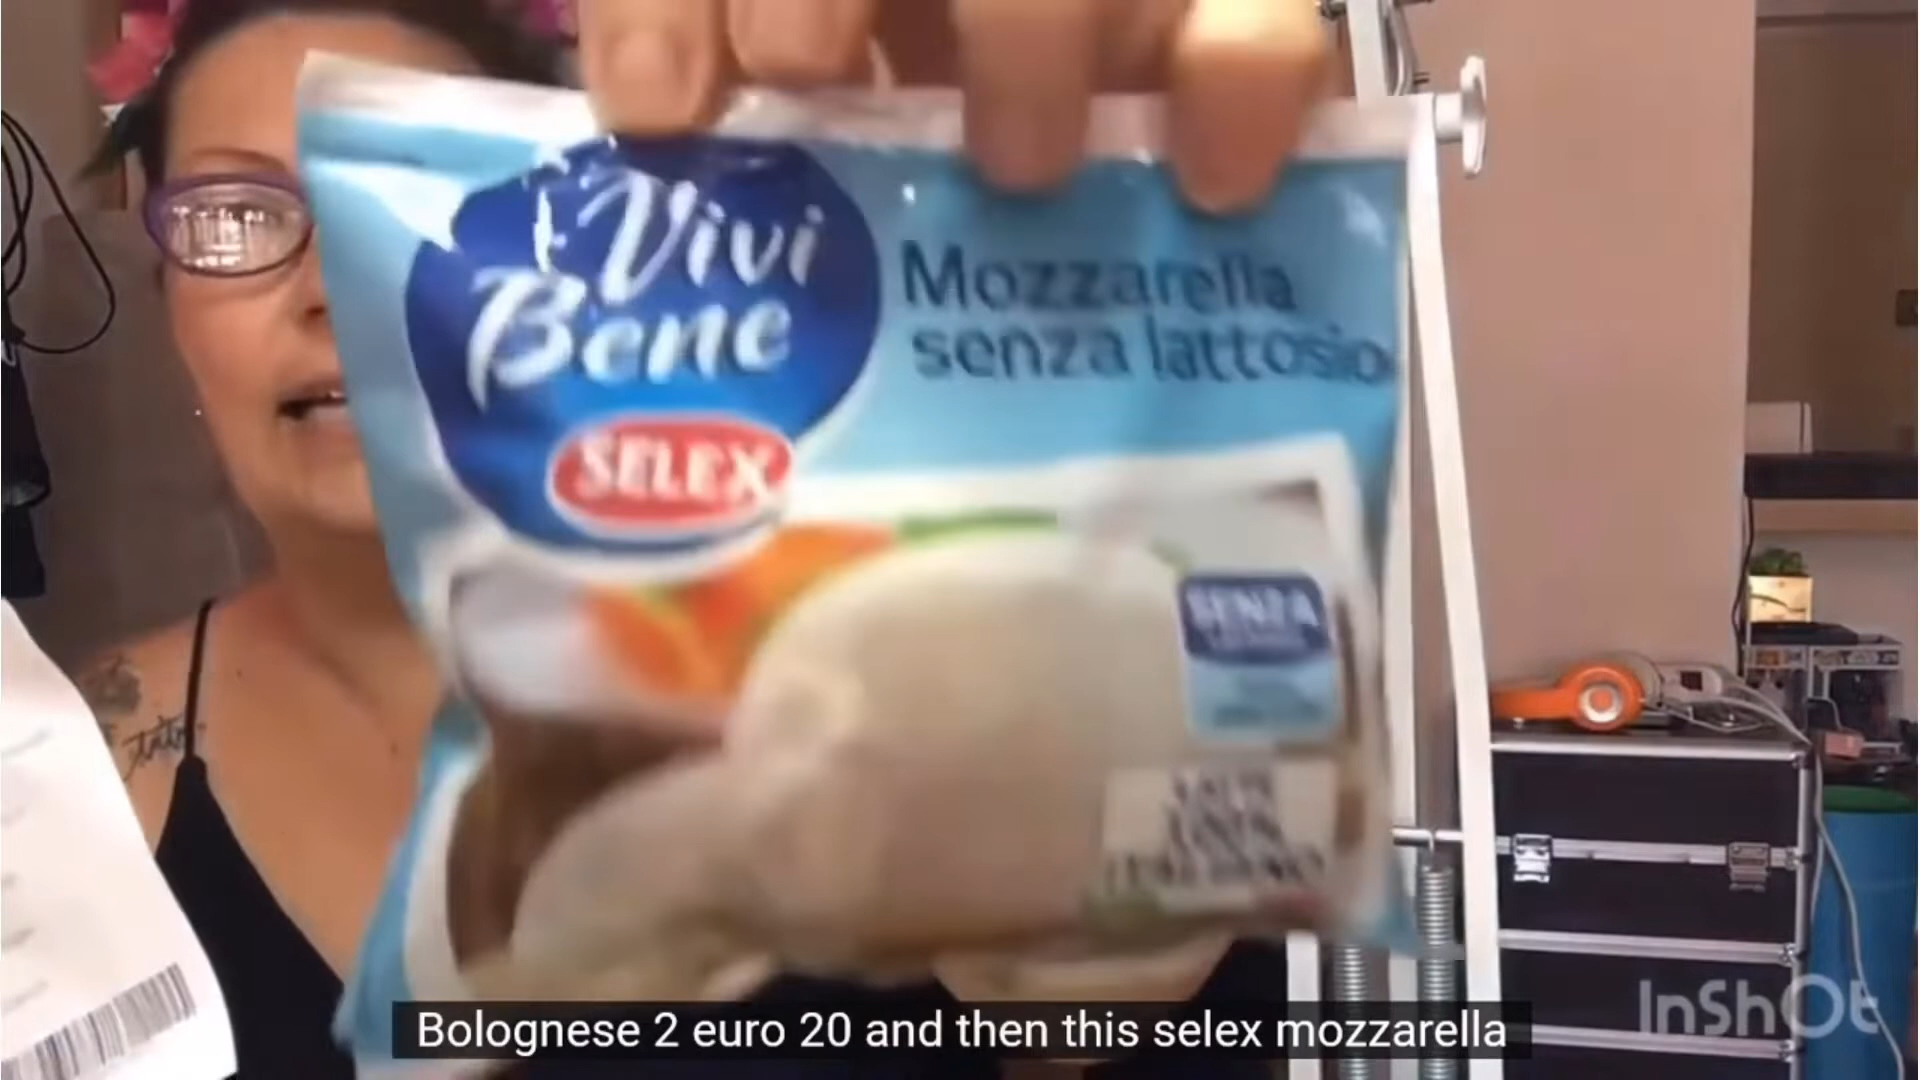 Vivi
Bene
SELEX
Mozzarella
senza lattosio
SENZA
Bolognese 2 euro 20 and then this selex mozzarella
InShOt